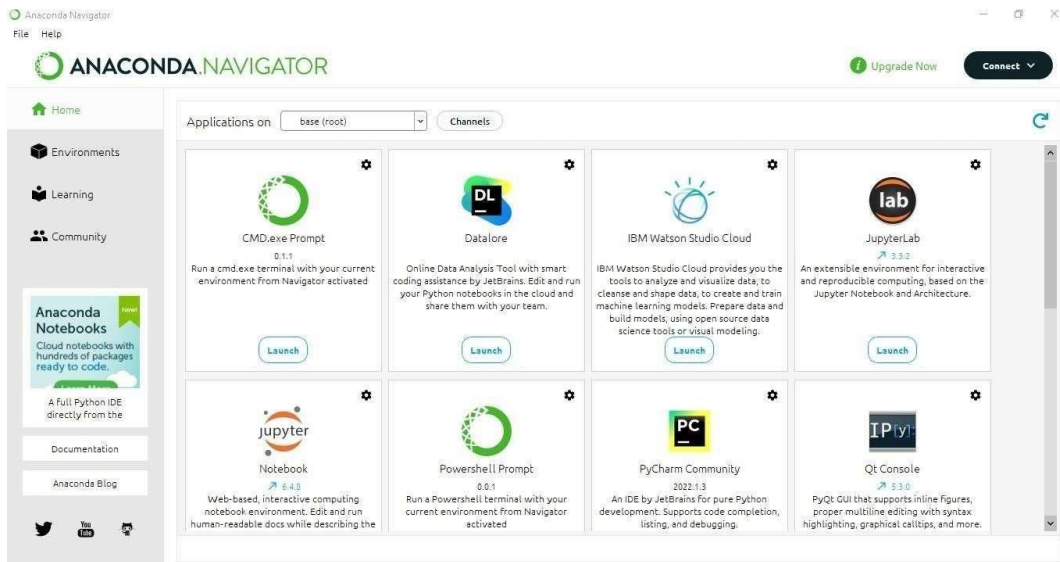 Anaconda Navigator
File Help
ANACONDA.NAVIGATOR
Upgrade Now
Connect
Home
Environments
Learning
Community
Applications on base (root) Channels
CMD.exe Prompt
0.1.1
Run a cmd.exe terminal with your current
environment from Navigator activated
Launch
DL
Datalore
Online Data Analysis Tool with smart
coding assistance by JetBrains. Edit and run
your Python notebooks in the cloud and
share them with your team.
Launch
IBM Watson Studio Cloud
IBM Watson Studio Cloud provides you the
tools to analyze and visualize data, to
cleanse and shape data, to create and train
machine learning models. Prepare data and
build models, using open source data
science tools or visual modeling.
Launch
lab
JupyterLab
3.3.2
An extensible environment for interactive
and reproducible computing, based on the
Jupyter Notebook and Architecture.
Launch
jupyter
Notebook
6.4.8
Web-based, interactive computing
notebook environment. Edit and run
human-readable docs while describing the
Powershell Prompt
0.0.1
Run a Powershell terminal with your
current environment from Navigator
activated
PC
PyCharm Community
2022.1.3
An IDE by JetBrains for pure Python
development. Supports code completion,
listing, and debugging.
IP[y]:
Qt Console
5.3.0
PyQt GUI that supports inline figures,
proper multiline editing with syntax
highlighting, graphical calltips, and more.
Anaconda
Notebooks
New!
Cloud notebooks with
hundreds of packages
ready to code.
Learn More
A full Python IDE
directly from the
Documentation
Anaconda Blog
You
Tube